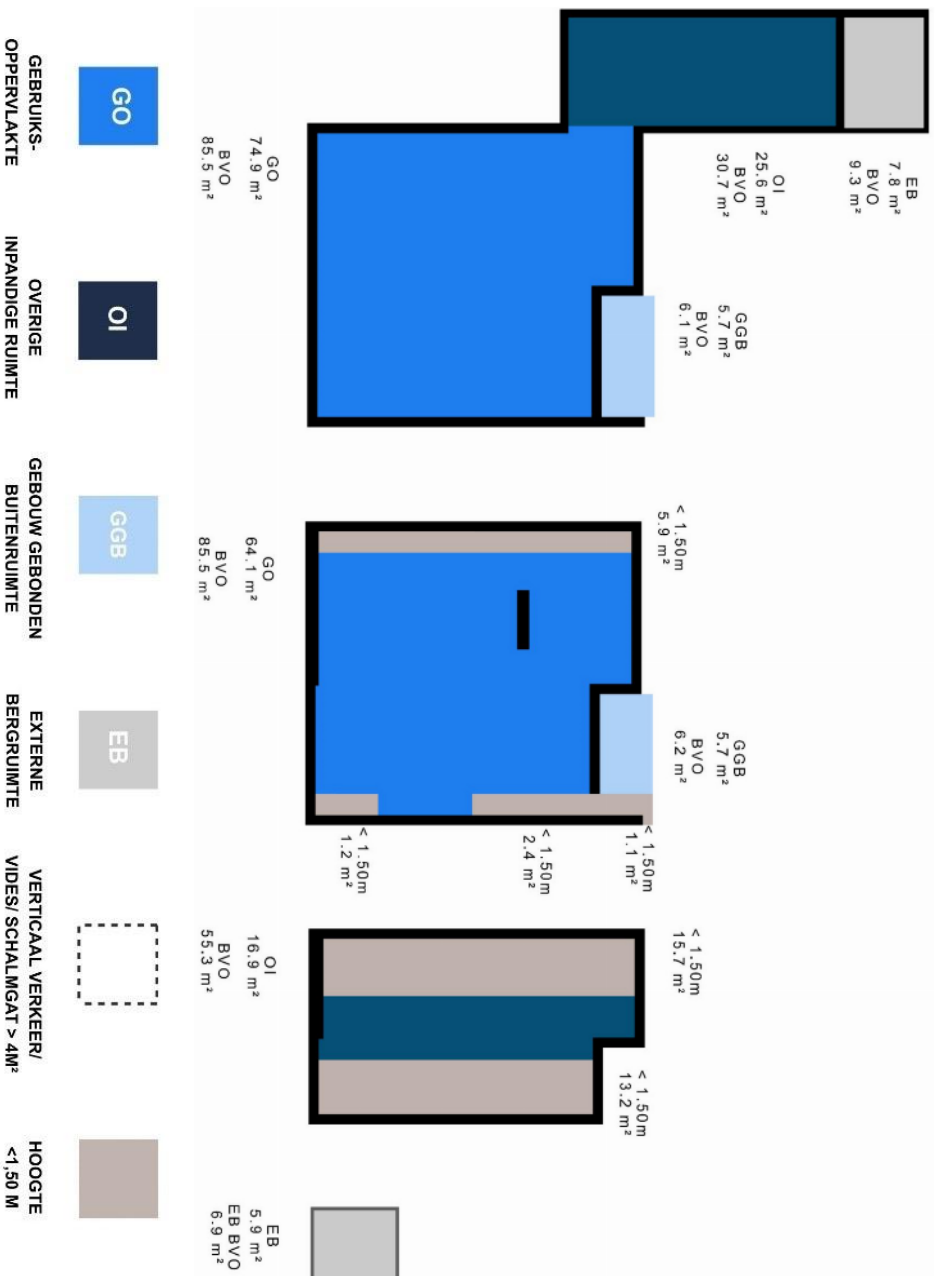 EB
7.8 m²
BVO
9.3 m²
OI
25.6 m²
BVO
30.7 m²
GGB
5.7 m²
BVO
6.1 m²
GO
74.9 m²
BVO
85.5 m²
< 1.50m
5.9 m²
GGB
5.7 m²
BVO
6.2 m²
< 1.50m
1.1 m²
< 1.50m
2.4 m²
< 1.50m
1.2 m²
GO
64.1 m²
BVO
85.5 m²
< 1.50m
15.7 m²
< 1.50m
13.2 m²
OI
16.9 m²
BVO
55.3 m²
EB
5.9 m²
EB BVO
6.9 m²
GO
GEBRUIKS-
OPPERVLAKTE
OI
OVERIGE
INPANDIGE RUIMTE
GGB
GEBOUW GEBONDEN
BUITENRUIMTE
EB
EXTERNE
BERGRUIMTE
VERTICAAL VERKEER/
VIDES/ SCHALMGAT > 4M²
HOOGTE
<1,50 M